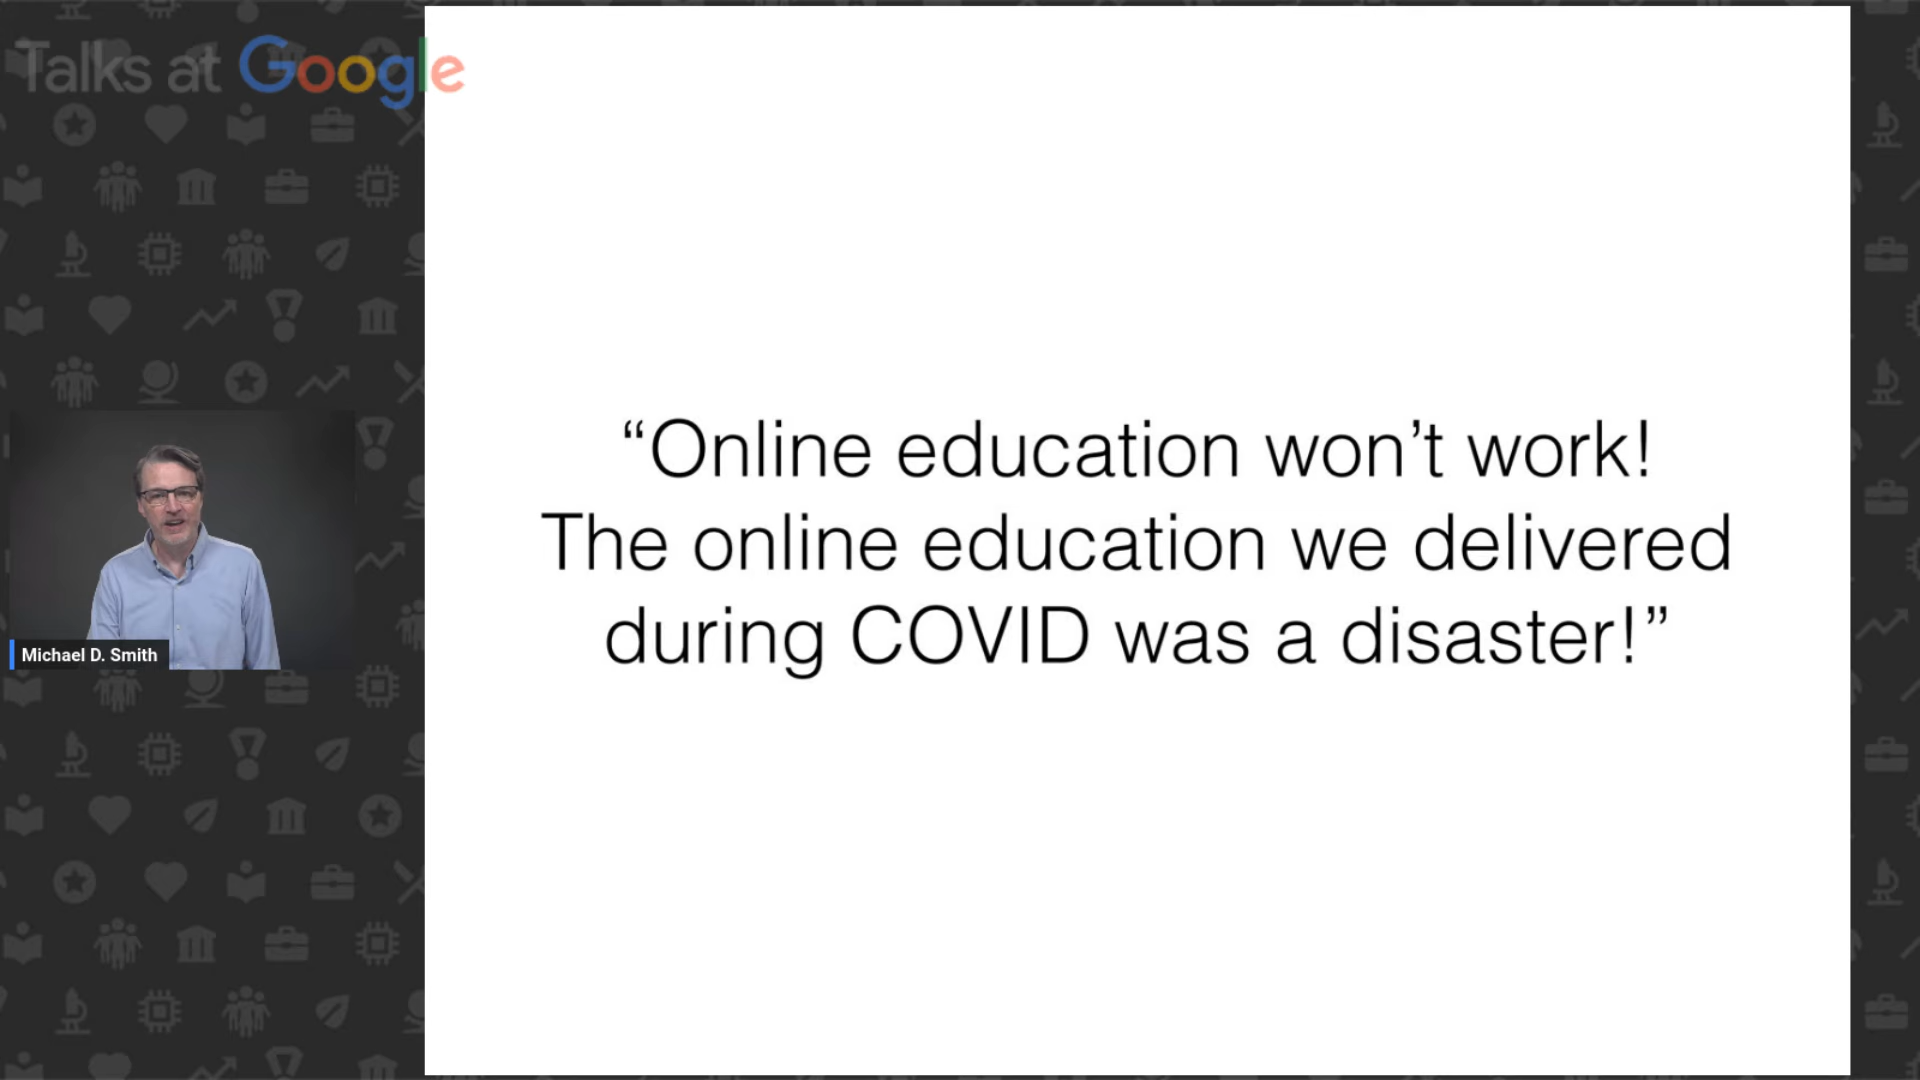 Talks at Google
“Online education won’t work!
The online education we delivered
during COVID was a disaster!”
Michael D. Smith